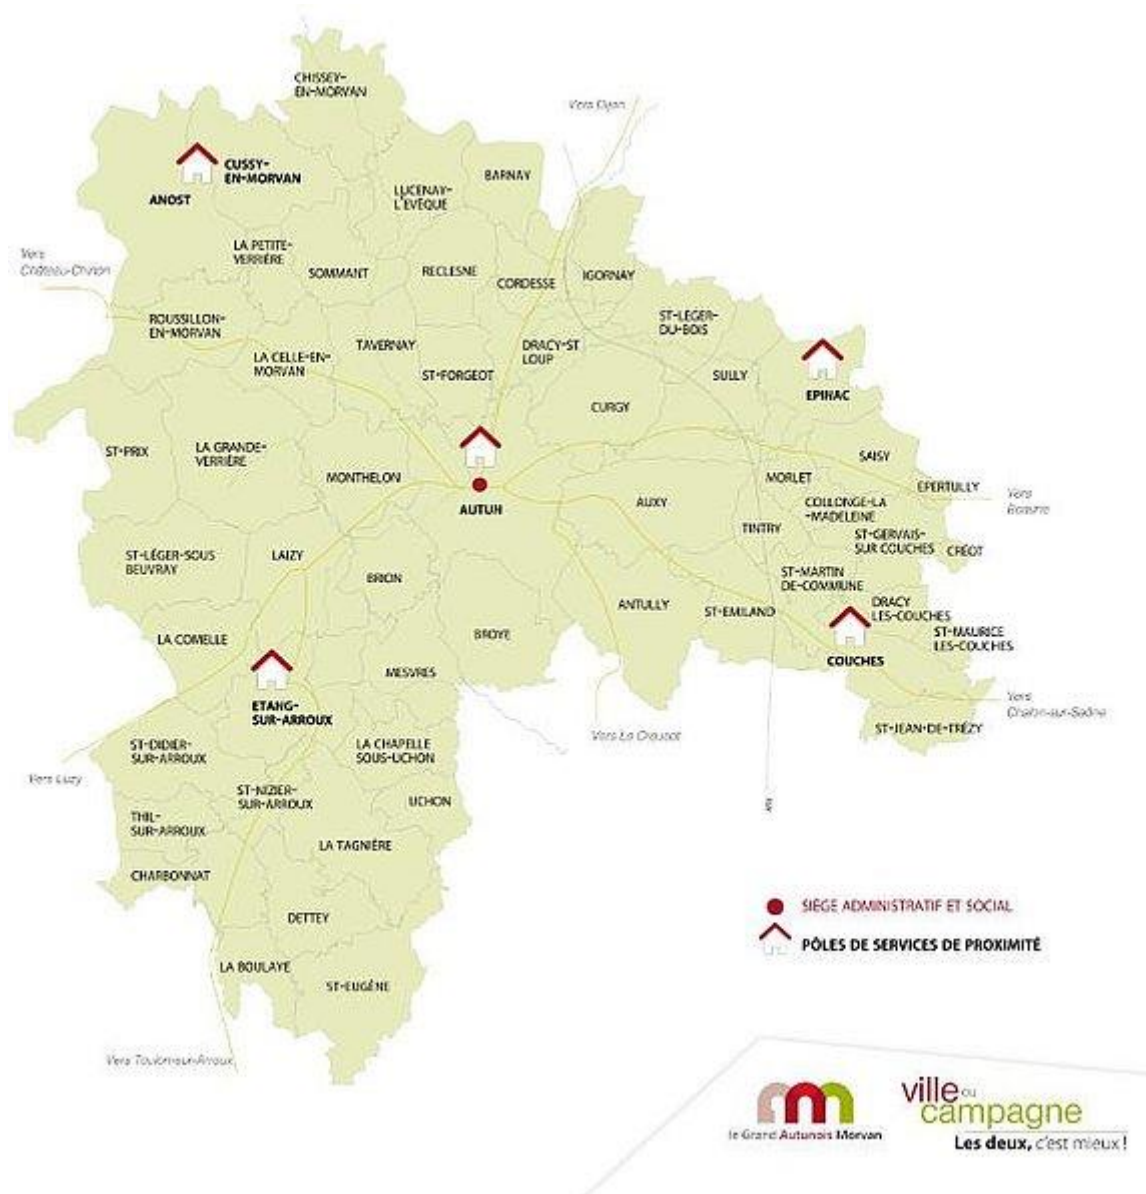 CHISSEY-
EN-MORVAN
Vers Dijon
CUSSY-
EN-MORVAN
BARNAY
ANOST
LUCENAY-
L'EVÊQUE
Vers
Château-Chinon
LA PETITE-
VERRIÈRE
SOMMANT
RECLESNE
CORDESSE
IGORNAY
ROUSSILLON-
EN-MORVAN
ST-LEGER-
DU-BOIS
LA CELLE-EN-
MORVAN
TAVERNAY
DRACY-ST
LOUP
ST-FORGEOT
SULLY
EPINAC
CURGY
ST-PRIX
LA GRANDE-
VERRIÈRE
MONTHELON
SAISY
MORLET
EPERTULLY
Vers
Beaune
AUTUN
AUXY
COLLONGE-LA
-MADELEINE
TINTRY
ST-GERVAIS-
SUR COUCHES
CRÉOT
ST-LÉGER-SOUS
BEUVRAY
LAIZY
BRION
ST-MARTIN
DE-COMMUNE
ANTULLY
ST-EMILAND
DRACY
LES-COUCHES
LA COMELLE
BROYE
ST-MAURICE
LES-COUCHES
COUCHES
MESVRES
ETANG-
SUR-ARROUX
Vers
Chalon-sur-Saône
ST-JEAN-DE-TRÉZY
Vers Le Creusot
ST-DIDIER-
SUR-ARROUX
LA CHAPELLE
SOUS-UCHON
Vers Luzy
ST-NIZIER-
SUR-ARROUX
UCHON
THIL-
SUR-ARROUX
LA TAGNIÈRE
CHARBONNAT
DETTEY
LA BOULAYE
ST-EUGÈNE
Vers Toulon-sur-Arroux
SIÈGE ADMINISTRATIF ET SOCIAL
PÔLES DE SERVICES DE PROXIMITÉ
le Grand Autunois Morvan
ville ou
campagne
Les deux, c'est mieux !